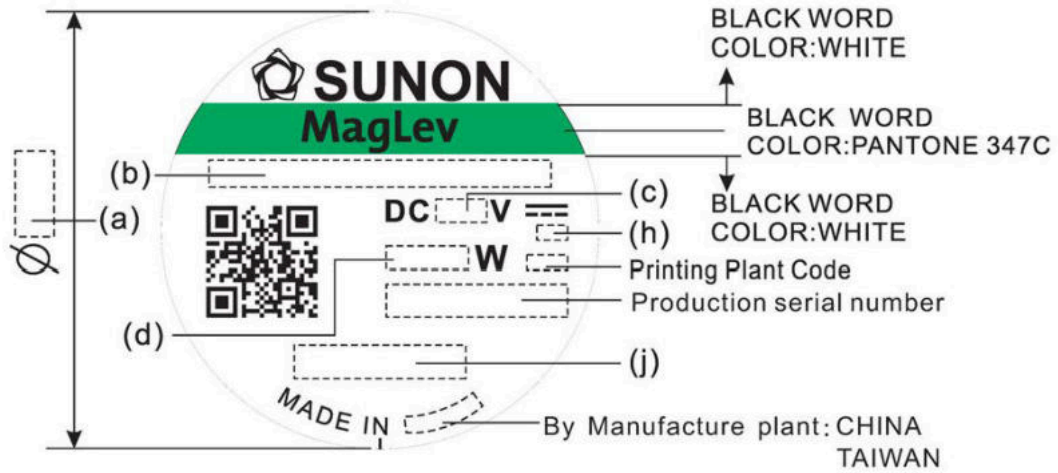 BLACK WORD
COLOR:WHITE
SUNON
MagLev
BLACK WORD
COLOR:PANTONE 347C
(b)
(a)
DC V
(c)
BLACK WORD
COLOR:WHITE
(h)
W
Printing Plant Code
Production serial number
(d)
(j)
MADE IN
By Manufacture plant: CHINA
TAIWAN